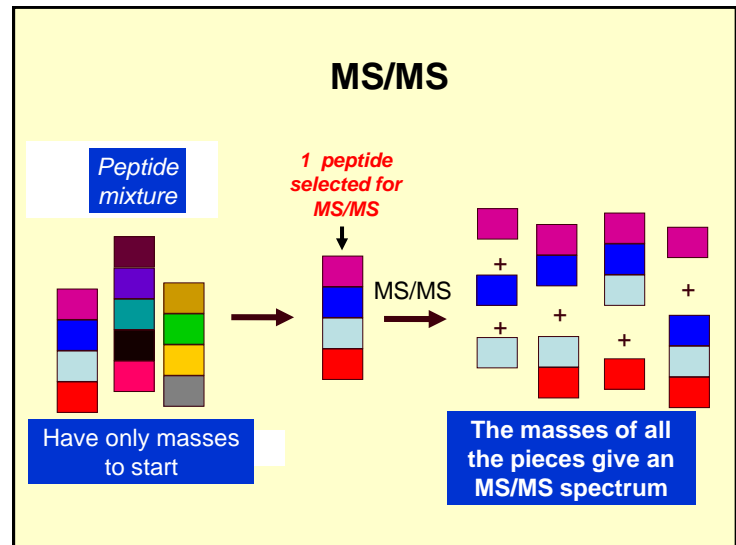 MS/MS
Peptide
mixture
1 peptide
selected for
MS/MS
MS/MS
+
+
+
+
+
Have only masses
to start
The masses of all
the pieces give an
MS/MS spectrum